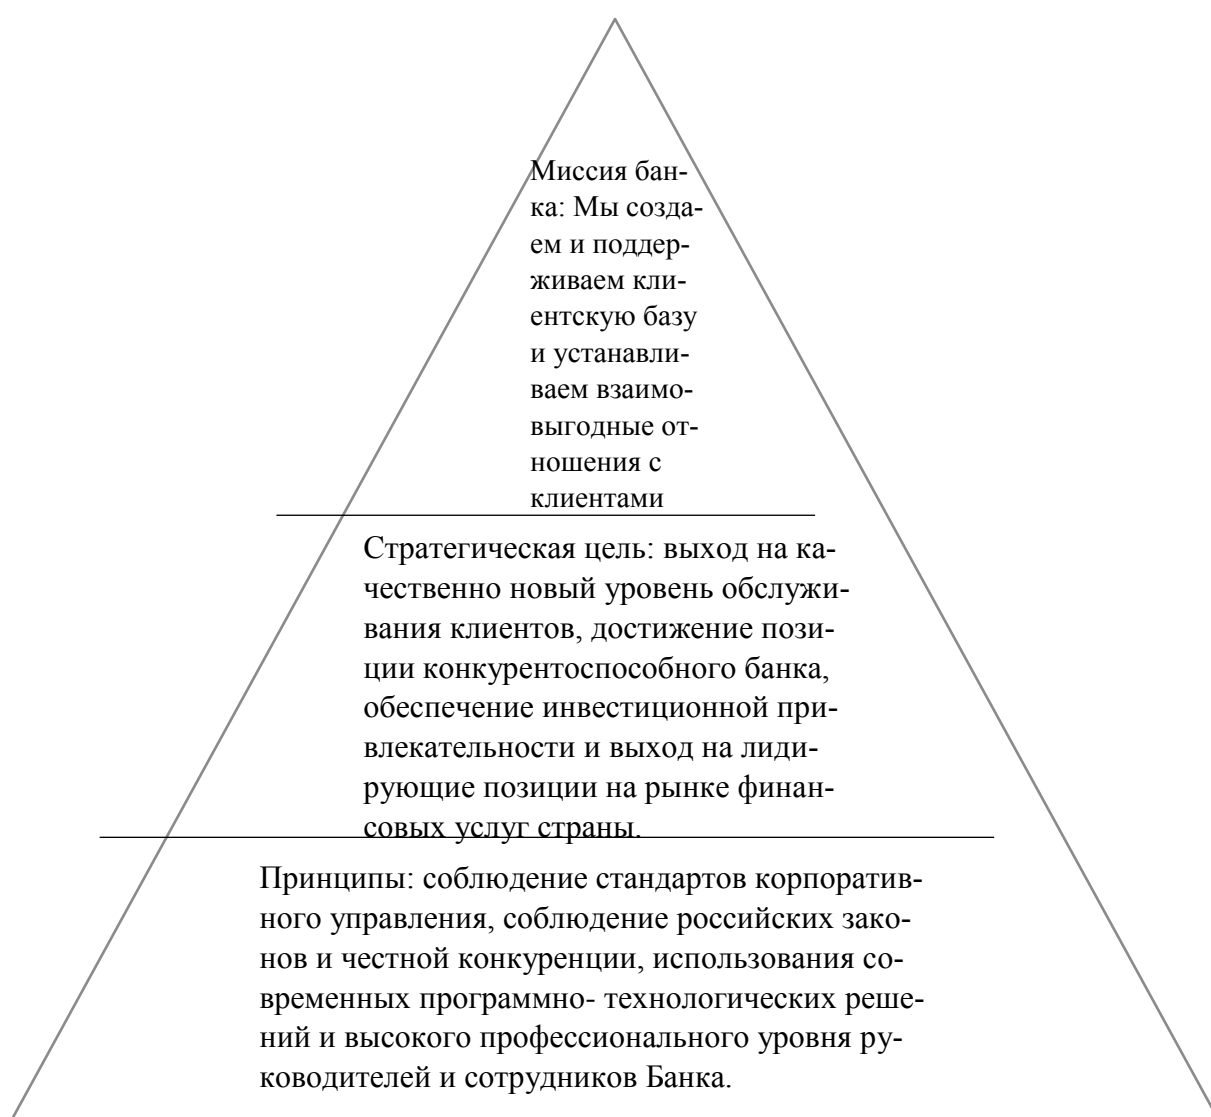 Миссия бан-
ка: Мы созда-
ем и поддер-
живаем кли-
ентскую базу
и устанавли-
ваем взаимо-
выгодные от-
ношения с
клиентами
Стратегическая цель: выход на ка-
чественно новый уровень обслужи-
вания клиентов, достижение пози-
ции конкурентоспособного банка,
обеспечение инвестиционной при-
влекательности и выход на лиди-
рующие позиции на рынке финан-
совых услуг страны.
Принципы: соблюдение стандартов корпоратив-
ного управления, соблюдение российских зако-
нов и честной конкуренции, использования со-
временных программно- технологических реше-
ний и высокого профессионального уровня ру-
ководителей и сотрудников Банка.